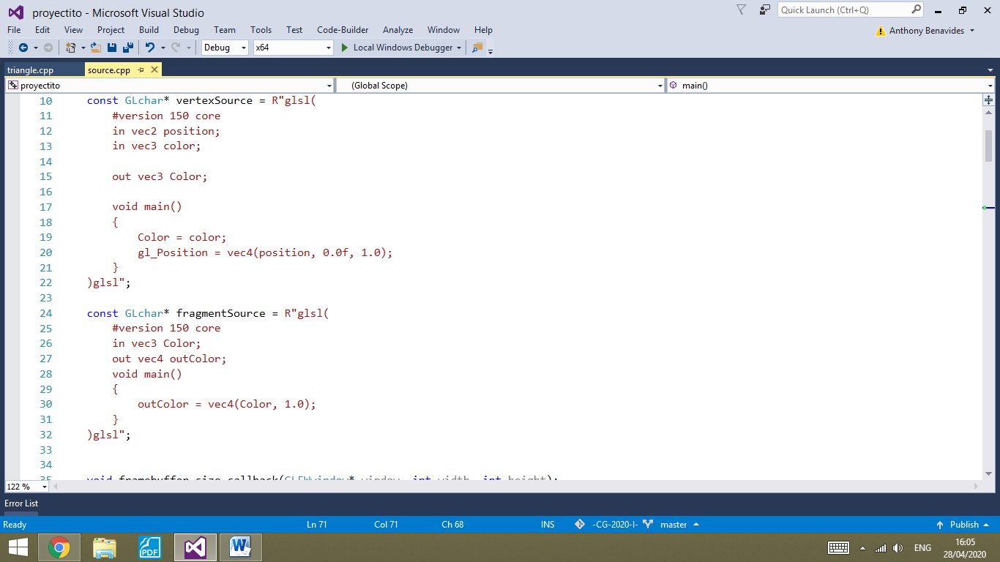 proyectito - Microsoft Visual Studio
Quick Launch (Ctrl+Q)
File Edit View Project Build Debug Team Tools Test Code-Builder Analyze Window Help
Anthony Benavides
Debug x64 Local Windows Debugger
triangle.cpp source.cpp
proyectito (Global Scope) main()
10 const GLchar* vertexSource = R"glsl(
11 #version 150 core
12 in vec2 position;
13 in vec3 color;
14
15 out vec3 Color;
16
17 void main()
18 {
19 Color = color;
20 gl_Position = vec4(position, 0.0f, 1.0);
21 }
22 )glsl";
23
24 const GLchar* fragmentSource = R"glsl(
25 #version 150 core
26 in vec3 Color;
27 out vec4 outColor;
28 void main()
29 {
30 outColor = vec4(Color, 1.0);
31 }
32 )glsl";
33
34
35 void framebuffer_size_callback(GLFWwindow* window, int width, int height);
122 %
Error List
Ready Ln 71 Col 71 Ch 68 INS -CG-2020-I- master Publish
PDF
ENG
16:05
28/04/2020